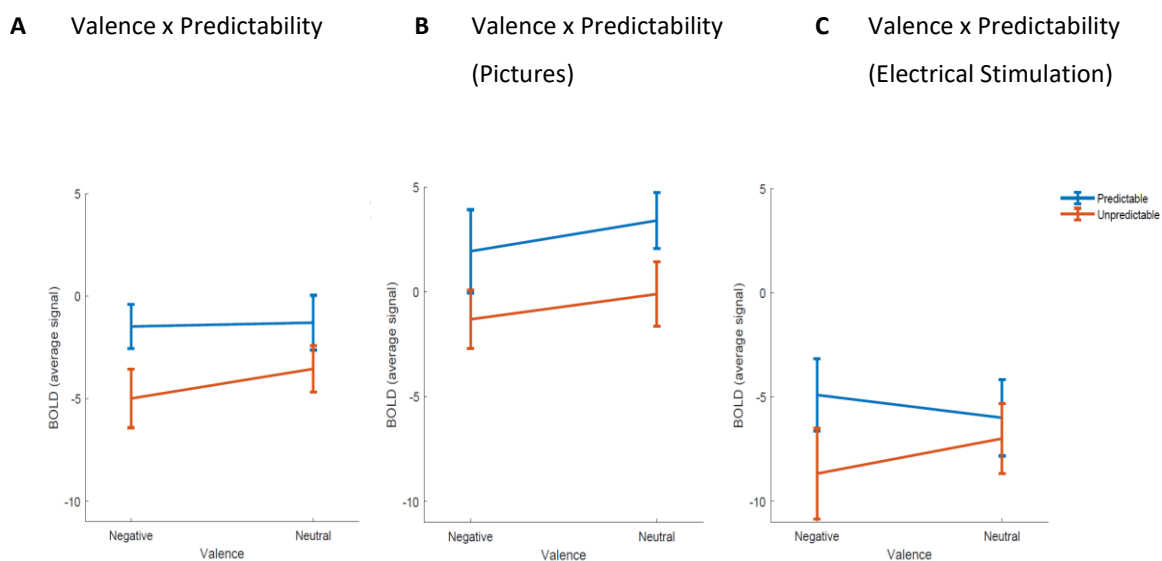 A Valence x Predictability
B Valence x Predictability
(Pictures)
C Valence x Predictability
(Electrical Stimulation)
5
0
-5
-10
BOLD (average signal)
Negative
Neutral
Valence
5
0
-5
-10
BOLD (average signal)
Negative
Neutral
Valence
5
0
-5
-10
BOLD (average signal)
Negative
Neutral
Valence
Predictable
Unpredictable